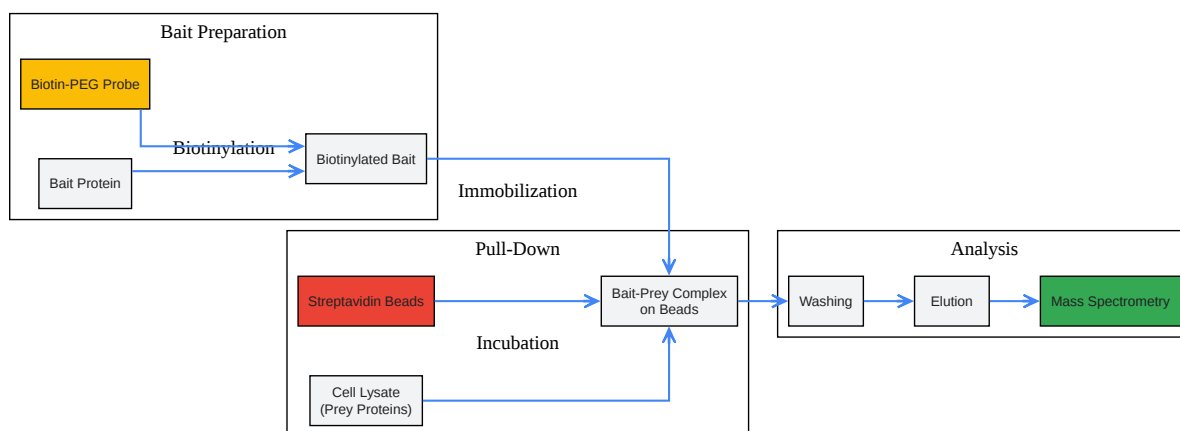 Bait Preparation
Biotin-PEG Probe
Biotinylation
Biotinylated Bait
Bait Protein
Immobilization
Pull-Down
Analysis
Streptavidin Beads
Bait-Prey Complex
on Beads
Washing
Elution
Mass Spectrometry
Incubation
Cell Lysate
(Prey Proteins)